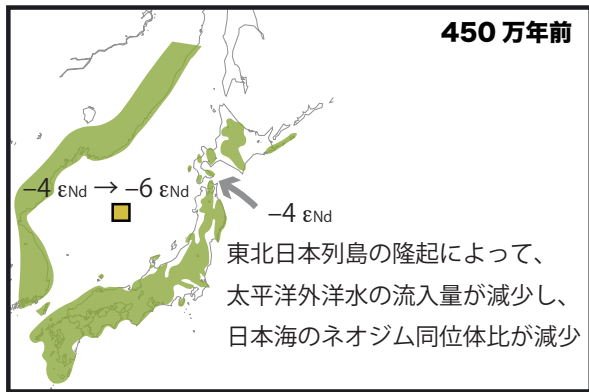 450 万年前
−4 εNd → −6 εNd
−4 εNd
東北日本列島の隆起によって、
太平洋外洋水の流入量が減少し、
日本海のネオジム同位体比が減少